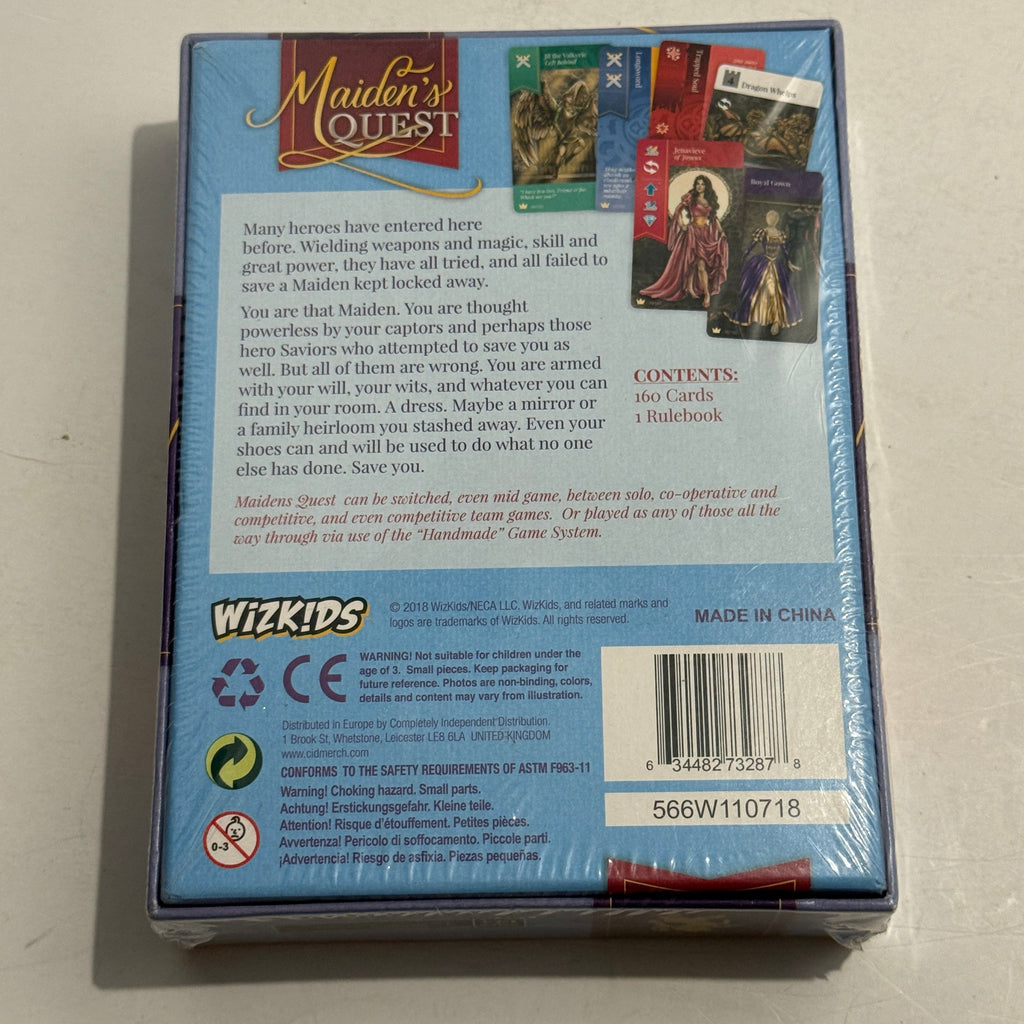 Maiden's
QUEST
Jil the Valkyrie
Left Behind
Longsword
Trapped Soul
4
Dragon Whelps
Jenavieve
Royal Gown
Many heroes have entered here
before. Wielding weapons and magic, skill and
great power, they have all tried, and all failed to
save a Maiden kept locked away.
You are that Maiden. You are thought
powerless by your captors and perhaps those
hero Saviors who attempted to save you as
well. But all of them are wrong. You are armed
with your will, your wits, and whatever you can
find in your room. A dress. Maybe a mirror or
a family heirloom you stashed away. Even your
shoes can and will be used to do what no one
else has done. Save you.
CONTENTS:
160 Cards
1 Rulebook
Maidens Quest can be switched, even mid game, between solo, co-operative and
competitive, and even competitive team games. Or played as any of those all the
way through via use of the “Handmade” Game System.
WIZK!DS
© 2018 WizKids/NECA LLC. WizKids, and related marks and
logos are trademarks of WizKids. All rights reserved.
MADE IN CHINA
CE
WARNING! Not suitable for children under the
age of 3. Small pieces. Keep packaging for
future reference. Photos are non-binding, colors,
details and content may vary from illustration.
Distributed in Europe by Completely Independent Distribution.
1 Brook St, Whetstone, Leicester LE8 6LA UNITED KINGDOM
www.cidmerch.com
CONFORMS TO THE SAFETY REQUIREMENTS OF ASTM F963-11
Warning! Choking hazard. Small parts.
Achtung! Erstickungsgefahr. Kleine teile.
Attention! Risque d'étouffement. Petites pièces.
Avvertenza! Pericolo di soffocamento. Piccole parti.
¡Advertencia! Riesgo de asfixia. Piezas pequeñas.
0-3
6 34482 73287 8
566W110718